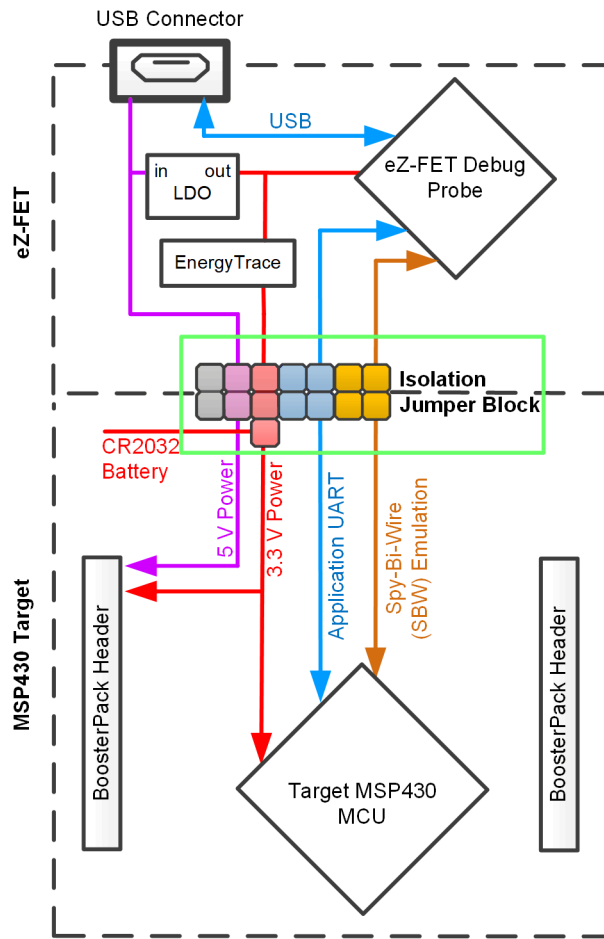 USB Connector
USB
eZ-FET Debug
Probe
in out
LDO
EnergyTrace
eZ-FET
Isolation
Jumper Block
CR2032
Battery
5 V Power
3.3 V Power
Application UART
Spy-Bi-Wire
(SBW) Emulation
MSP430 Target
BoosterPack Header
Target MSP430
MCU
BoosterPack Header